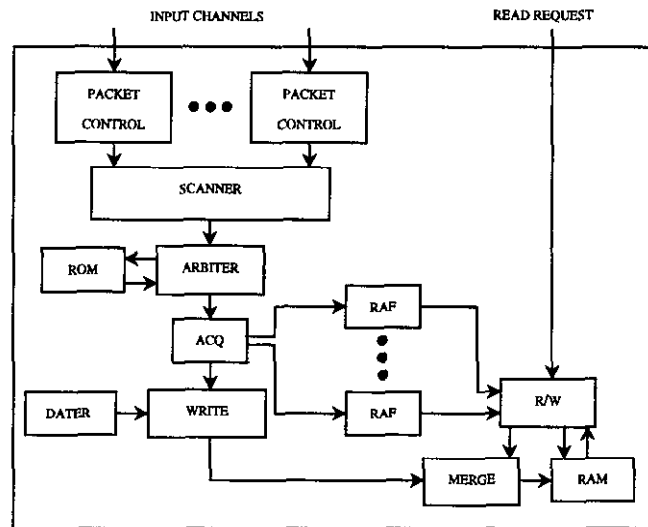 INPUT CHANNELS
READ REQUEST
PACKET
CONTROL
PACKET
CONTROL
SCANNER
ROM
ARBITER
RAF
ACQ
DATER
WRITE
RAF
R/W
MERGE
RAM